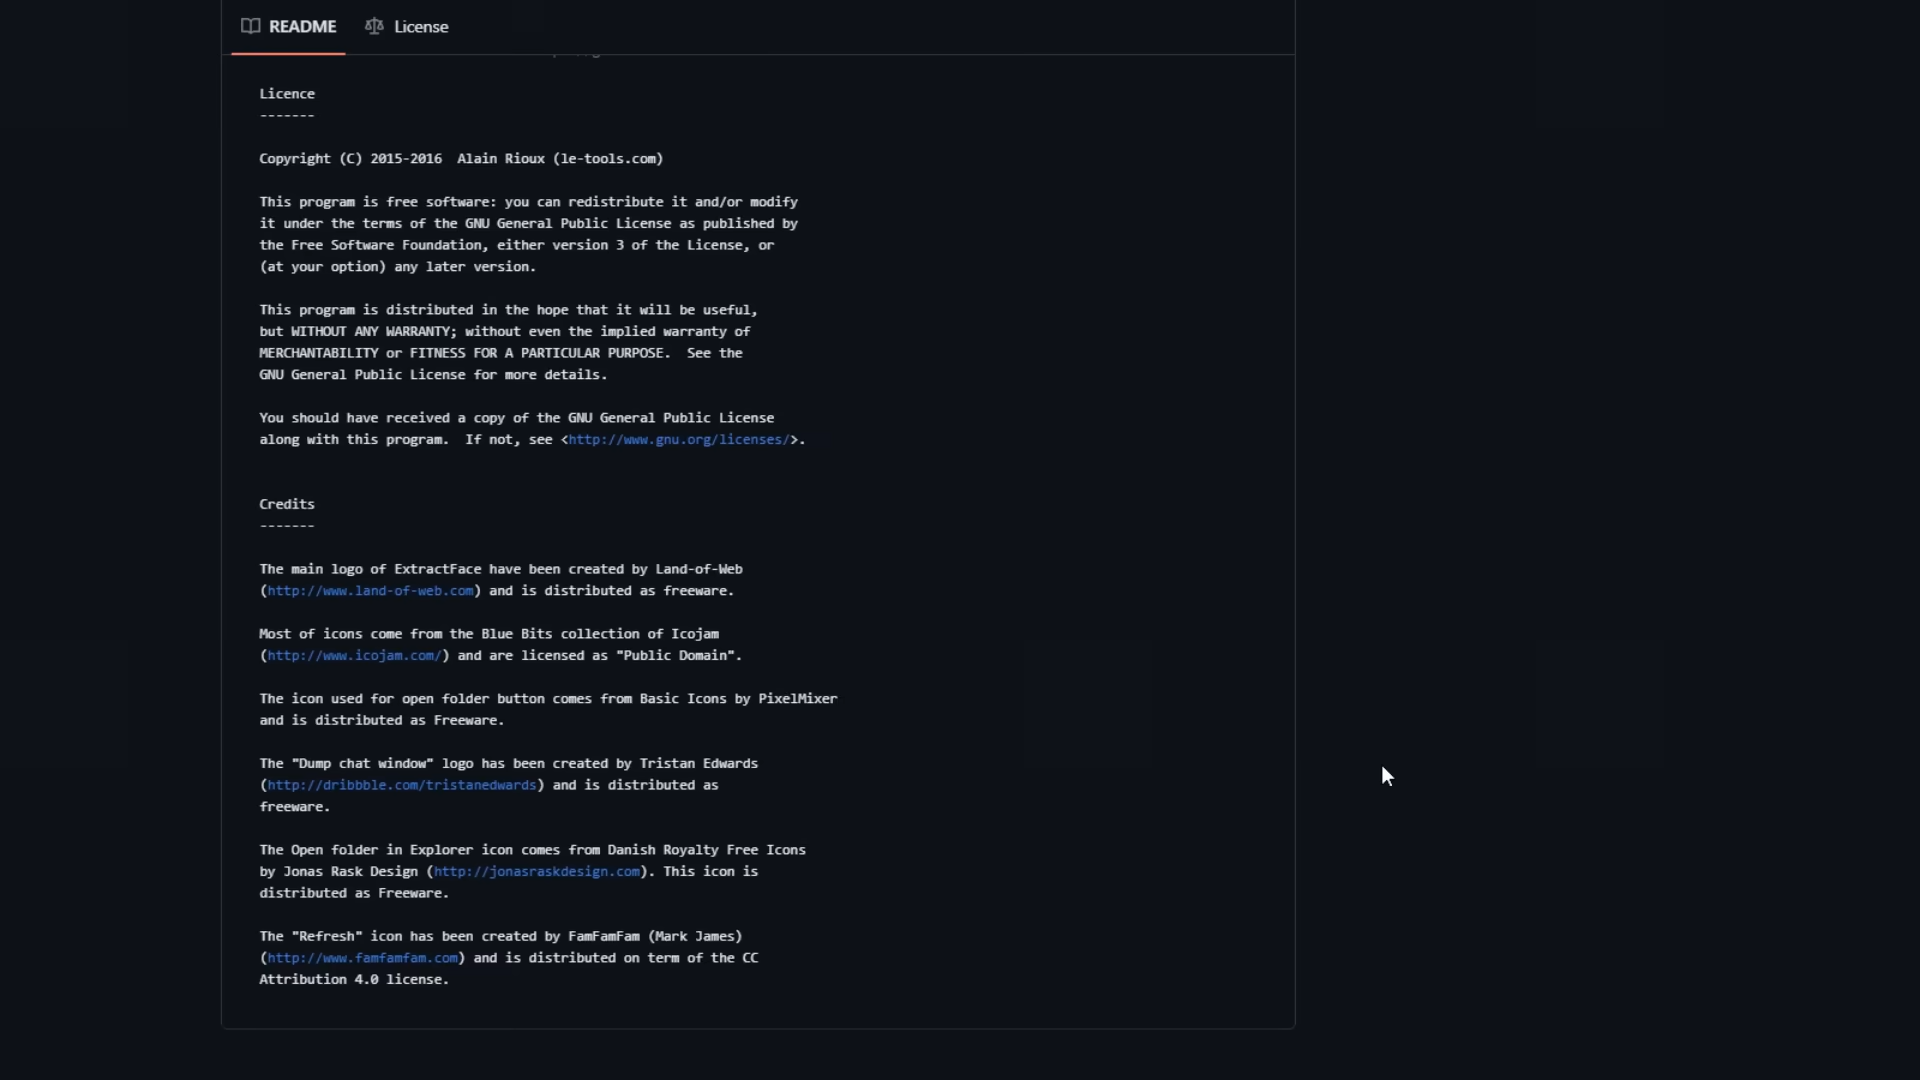 README License
Licence
-------
Copyright (C) 2015-2016  Alain Rioux (le-tools.com)
This program is free software: you can redistribute it and/or modify
it under the terms of the GNU General Public License as published by
the Free Software Foundation, either version 3 of the License, or
(at your option) any later version.
This program is distributed in the hope that it will be useful,
but WITHOUT ANY WARRANTY; without even the implied warranty of
MERCHANTABILITY or FITNESS FOR A PARTICULAR PURPOSE.  See the
GNU General Public License for more details.
You should have received a copy of the GNU General Public License
along with this program.  If not, see <http://www.gnu.org/licenses/>.
Credits
-------
The main logo of ExtractFace have been created by Land-of-Web
(http://www.land-of-web.com) and is distributed as freeware.
Most of icons come from the Blue Bits collection of Icojam
(http://www.icojam.com/) and are licensed as "Public Domain".
The icon used for open folder button comes from Basic Icons by PixelMixer
and is distributed as Freeware.
The "Dump chat window" logo has been created by Tristan Edwards
(http://dribbble.com/tristanedwards) and is distributed as
freeware.
The Open folder in Explorer icon comes from Danish Royalty Free Icons
by Jonas Rask Design (http://jonasraskdesign.com). This icon is
distributed as Freeware.
The "Refresh" icon has been created by FamFamFam (Mark James)
(http://www.famfamfam.com) and is distributed on term of the CC
Attribution 4.0 license.